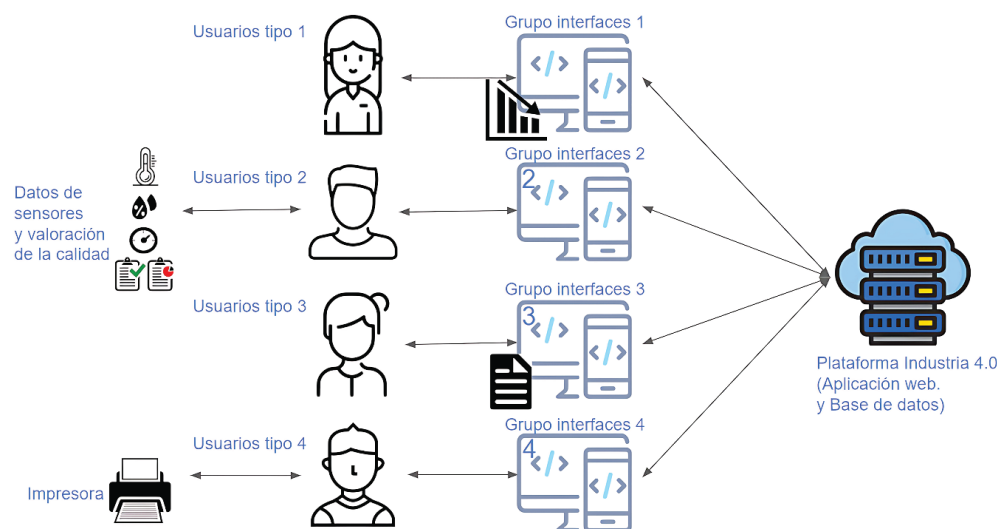 Usuarios tipo 1
Grupo interfaces 1
</>
</>
Usuarios tipo 2
Grupo interfaces 2
2
</>
</>
Datos de
sensores
y valoración
de la calidad
%
Usuarios tipo 3
Grupo interfaces 3
3
</>
</>
Plataforma Industria 4.0
(Aplicación web.
y Base de datos)
Usuarios tipo 4
Grupo interfaces 4
4
</>
</>
Impresora